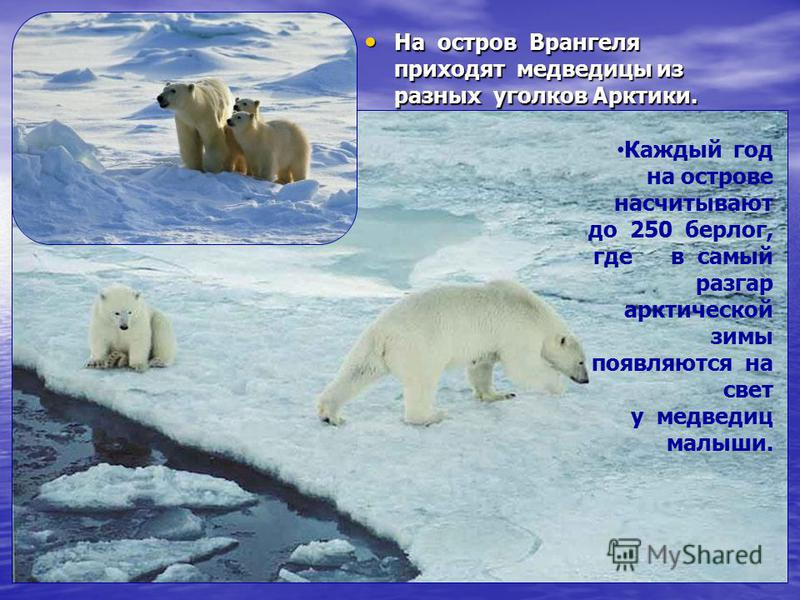 • На остров Врангеля
приходят медведицы из
разных уголков Арктики.
•Каждый год
на острове
насчитывают
до 250 берлог,
где в самый
разгар
арктической
зимы
появляются на
свет
у медведиц
малыши.
MyShared